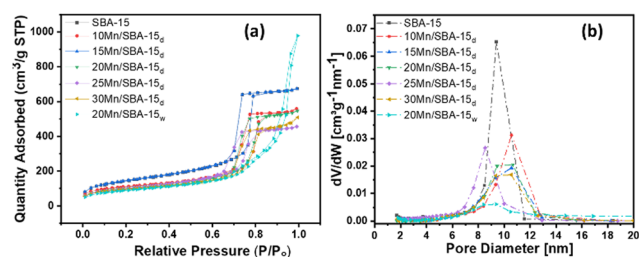 (a)
SBA-15
10Mn/SBA-15d
15Mn/SBA-15d
20Mn/SBA-15d
25Mn/SBA-15d
30Mn/SBA-15d
20Mn/SBA-15w
Quantity Adsorbed (cm³/g STP)
1000
800
600
400
200
0
0.0 0.2 0.4 0.6 0.8 1.0
Relative Pressure (P/Po)
(b)
SBA-15
10Mn/SBA-15d
15Mn/SBA-15d
20Mn/SBA-15d
25Mn/SBA-15d
30Mn/SBA-15d
20Mn/SBA-15w
dV/dW [cm³g-1nm-1]
0.07
0.06
0.05
0.04
0.03
0.02
0.01
0.00
0 2 4 6 8 10 12 14 16 18 20
Pore Diameter [nm]